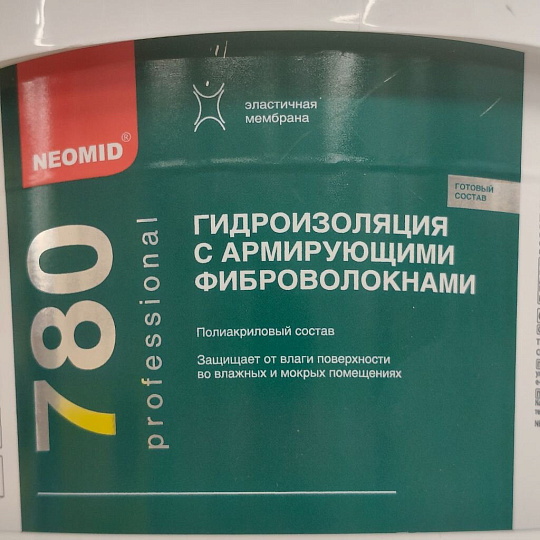 NEOMID®
эластичная
мембрана
ГОТОВЫЙ
СОСТАВ
780
professional
ГИДРОИЗОЛЯЦИЯ
С АРМИРУЮЩИМИ
ФИБРОВОЛОКНАМИ
Полиакриловый состав
Защищает от влаги поверхности
во влажных и мокрых помещениях